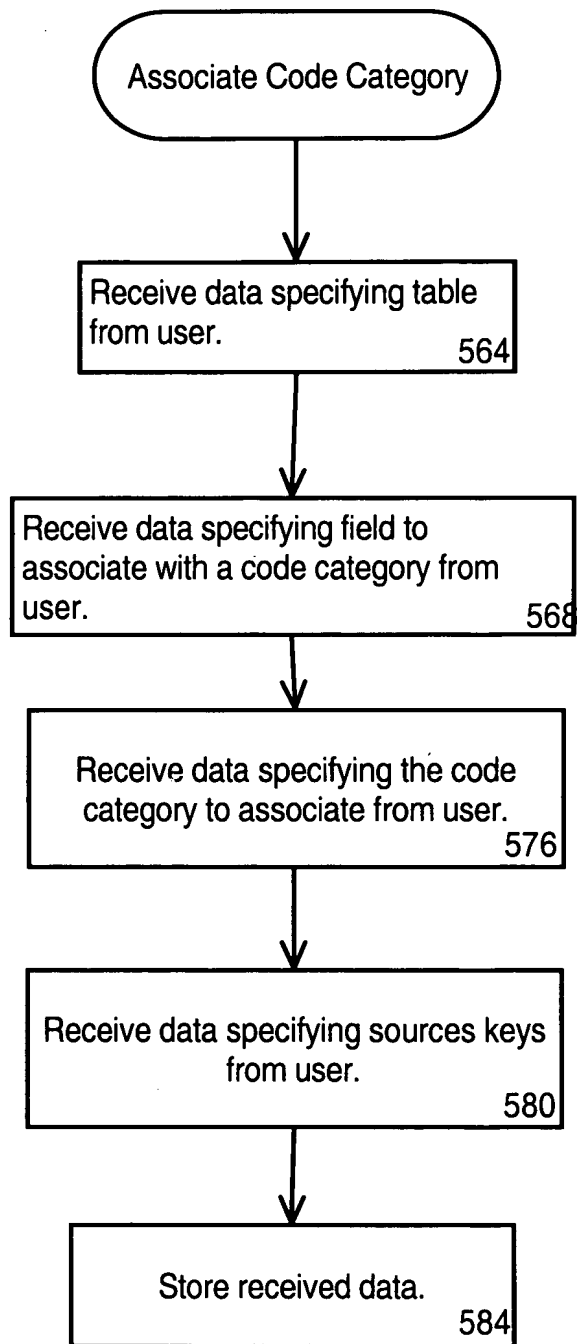 Associate Code Category
Receive data specifying table
from user.
564
Receive data specifying field to
associate with a code category from
user.
568
Receive data specifying the code
category to associate from user.
576
Receive data specifying sources keys
from user.
580
Store received data.
584